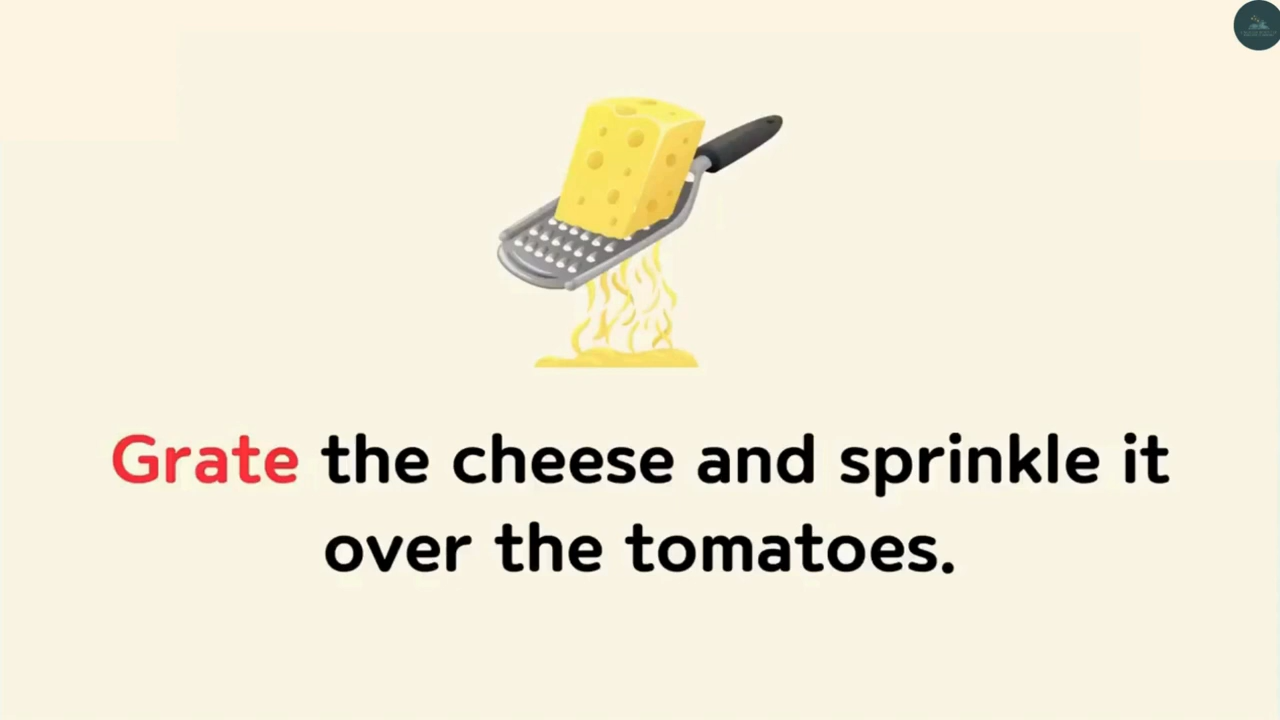 Grate the cheese and sprinkle it
over the tomatoes.